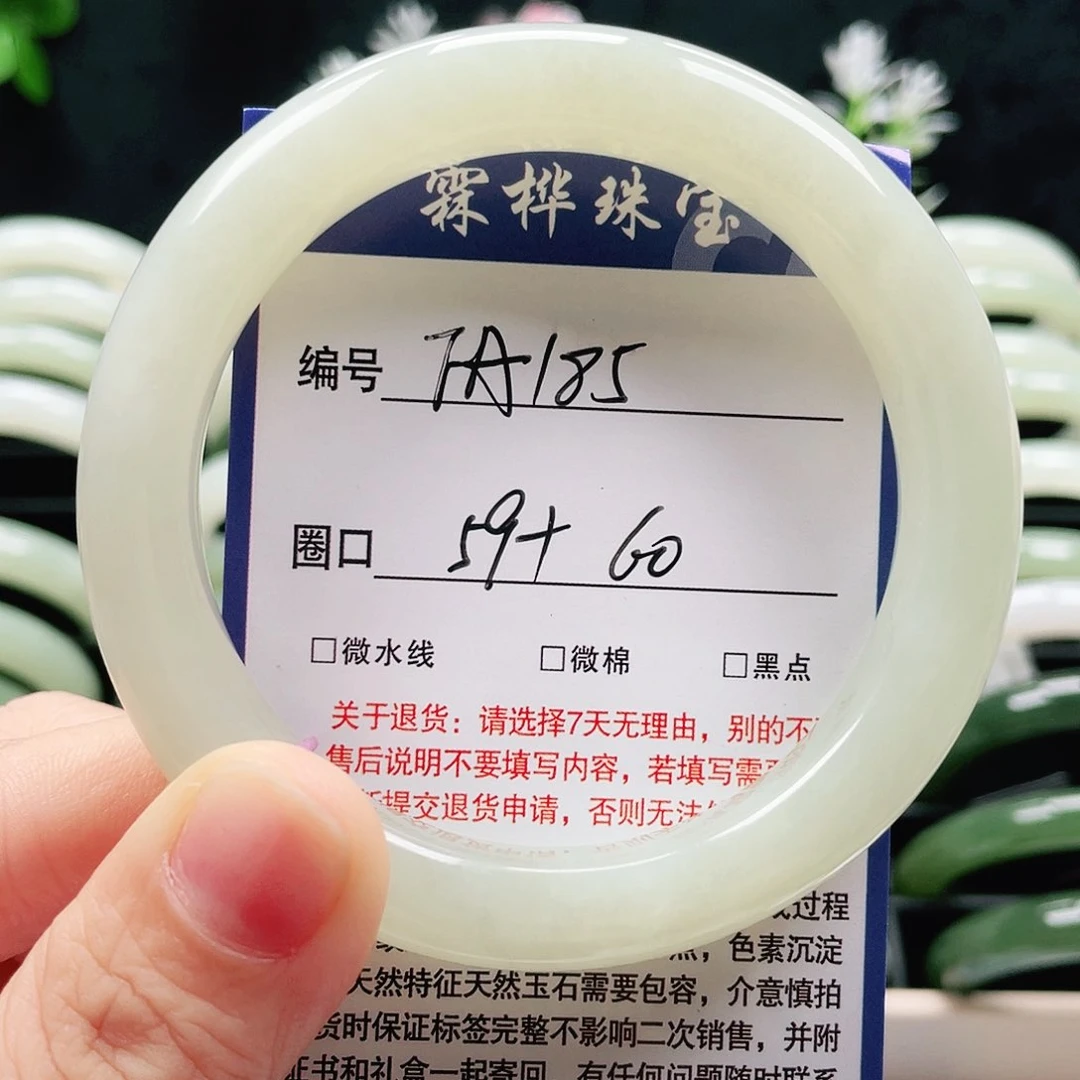 霖桦珠宝
编号 TA185
圈口 59+ 60
□微水线 □微棉 □黑点
关于退货：请选择7天无理由，别的不
售后说明不要填写内容，若填写需
提交退货申请，否则无法
过程
点，色素沉淀
天然特征天然玉石需要包容，介意慎拍
货时保证标签完整不影响二次销售，并附
证书和礼盒一起寄回，有任何问题随时联系